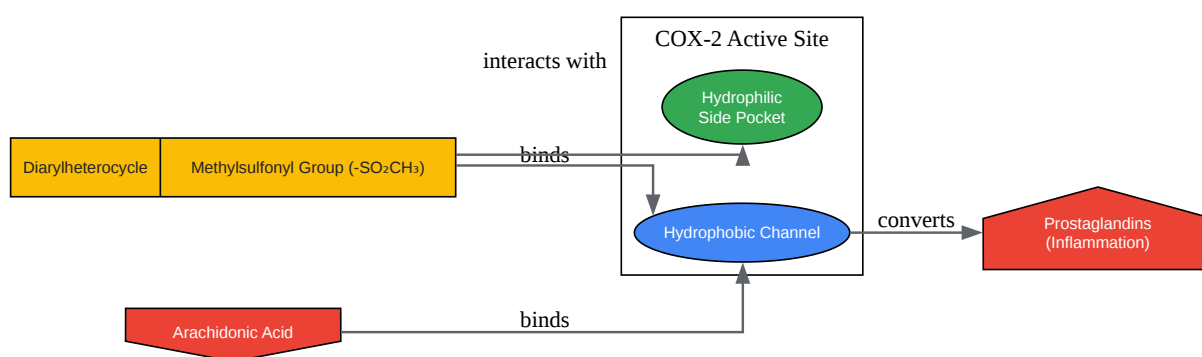 COX-2 Active Site
interacts with
Hydrophilic
Side Pocket
binds
Diarylheterocycle
Methylsulfonyl Group (-SO₂CH₃)
Hydrophobic Channel
converts
Prostaglandins
(Inflammation)
Arachidonic Acid
binds